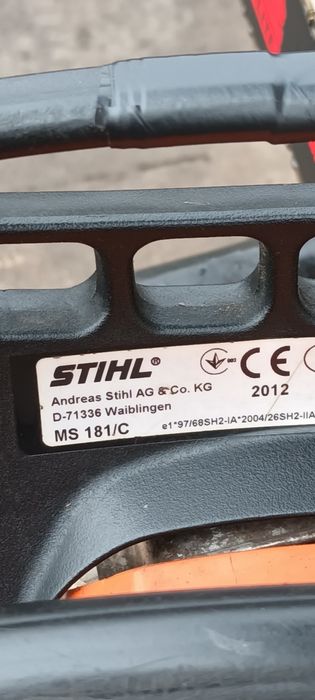 STIHL®
Andreas Stihl AG & Co. KG
D-71336 Waiblingen
MS 181/C
CE
2012
e1*97/68SH2-IA*2004/26SH2-IIA